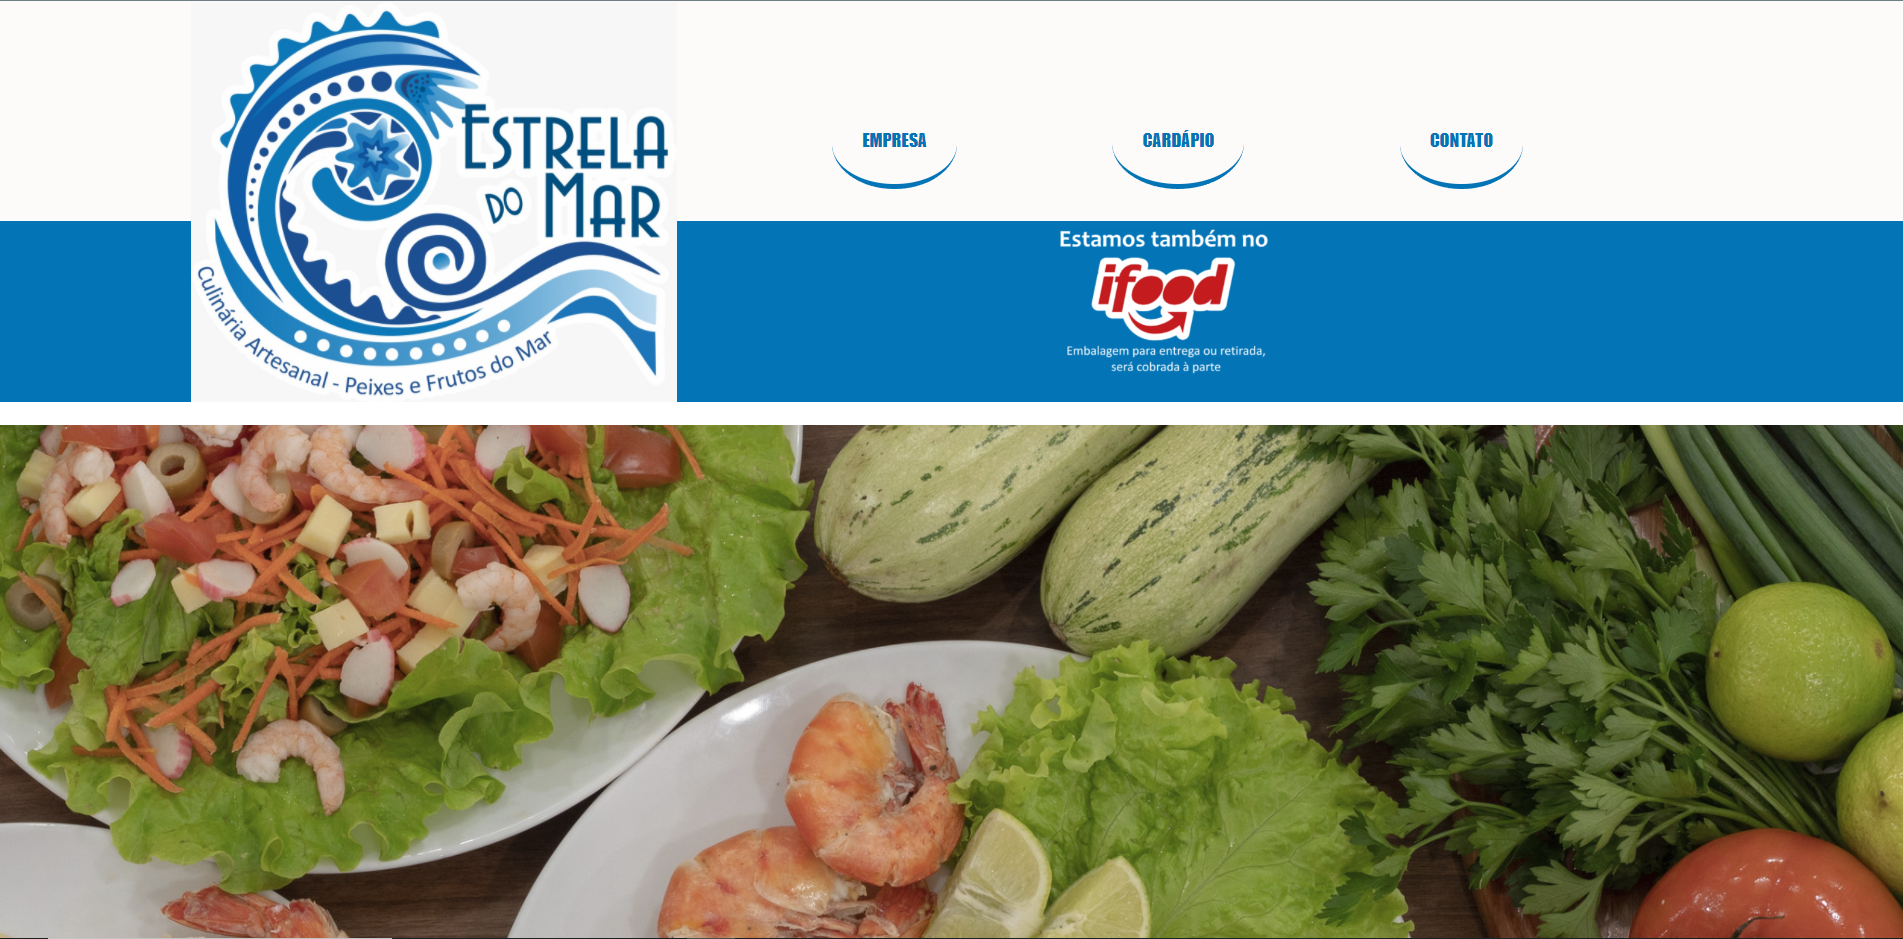 ESTRELA
DO MAR
Culinária Artesanal - Peixes e Frutos do Mar
EMPRESA
CARDÁPIO
CONTATO
Estamos também no
ifood
Embalagem para entrega ou retirada,
será cobrada à parte